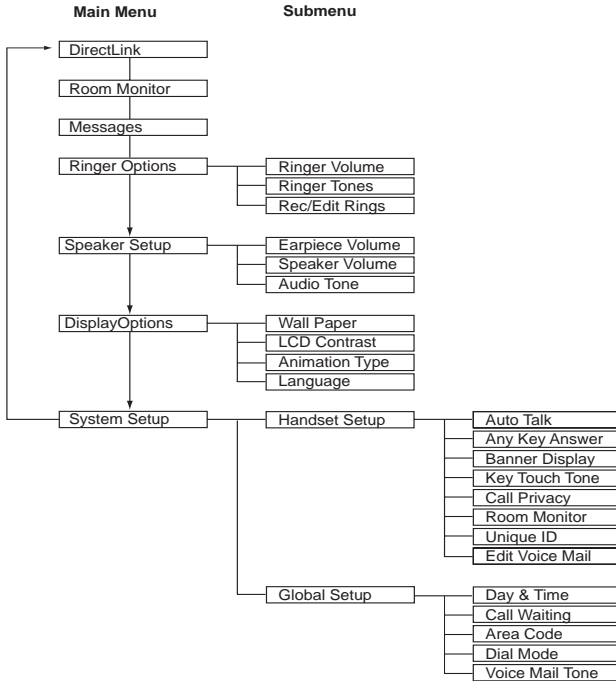 Main Menu
Submenu
DirectLink
Room Monitor
Messages
Ringer Options
Ringer Volume
Ringer Tones
Rec/Edit Rings
Speaker Setup
Earpiece Volume
Speaker Volume
Audio Tone
DisplayOptions
Wall Paper
LCD Contrast
Animation Type
Language
System Setup
Handset Setup
Auto Talk
Any Key Answer
Banner Display
Key Touch Tone
Call Privacy
Room Monitor
Unique ID
Edit Voice Mail
Global Setup
Day & Time
Call Waiting
Area Code
Dial Mode
Voice Mail Tone